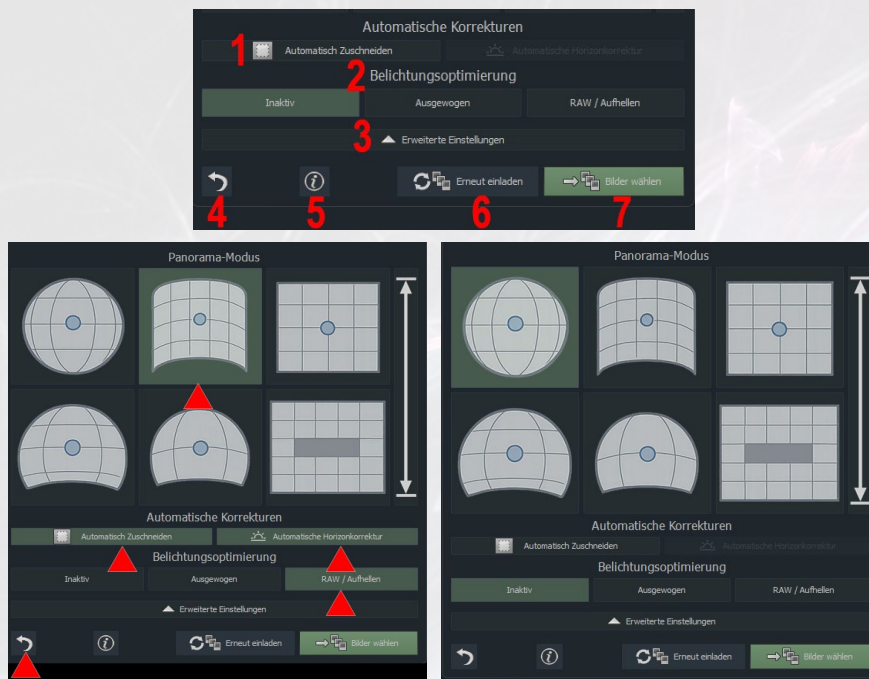 Automatische Korrekturen
1 Automatisch Zuschneiden Automatische Horizonkorrektur
2 Belichtungsoptimierung
Inaktiv Ausgewogen RAW / Aufhellen
3 Erweiterte Einstellungen
Erneut einladen Bilder wählen
4 5 6 7
Panorama-Modus
Automatische Korrekturen
Automatisch Zuschneiden Automatische Horizonkorrektur
Belichtungsoptimierung
Inaktiv Ausgewogen RAW / Aufhellen
Erweiterte Einstellungen
Erneut einladen Bilder wählen
Panorama-Modus
Automatische Korrekturen
Automatisch Zuschneiden Automatische Horizonkorrektur
Belichtungsoptimierung
Inaktiv Ausgewogen RAW / Aufhellen
Erweiterte Einstellungen
Erneut einladen Bilder wählen